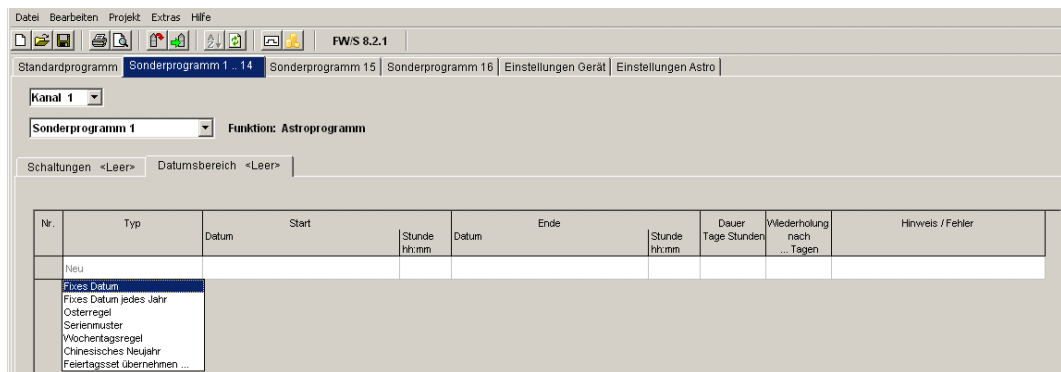 Datei Bearbeiten Projekt Extras Hilfe
FW/S 8.2.1
Standardprogramm Sonderprogramm 1 .. 14 Sonderprogramm 15 Sonderprogramm 16 Einstellungen Gerät Einstellungen Astro
Kanal 1
Sonderprogramm 1 Funktion: Astroprogramm
Schaltungen <Leer> Datumsbereich <Leer>
Nr. Typ Start Ende Dauer Wiederholung Hinweis / Fehler
Datum Stunde Datum Stunde Tage Stunden nach
hh:mm hh:mm ... Tagen
Neu
Fixes Datum
Fixes Datum jedes Jahr
Osterregel
Serienmuster
Wochentagsregel
Chinesisches Neujahr
Feiertagsset übernehmen ...